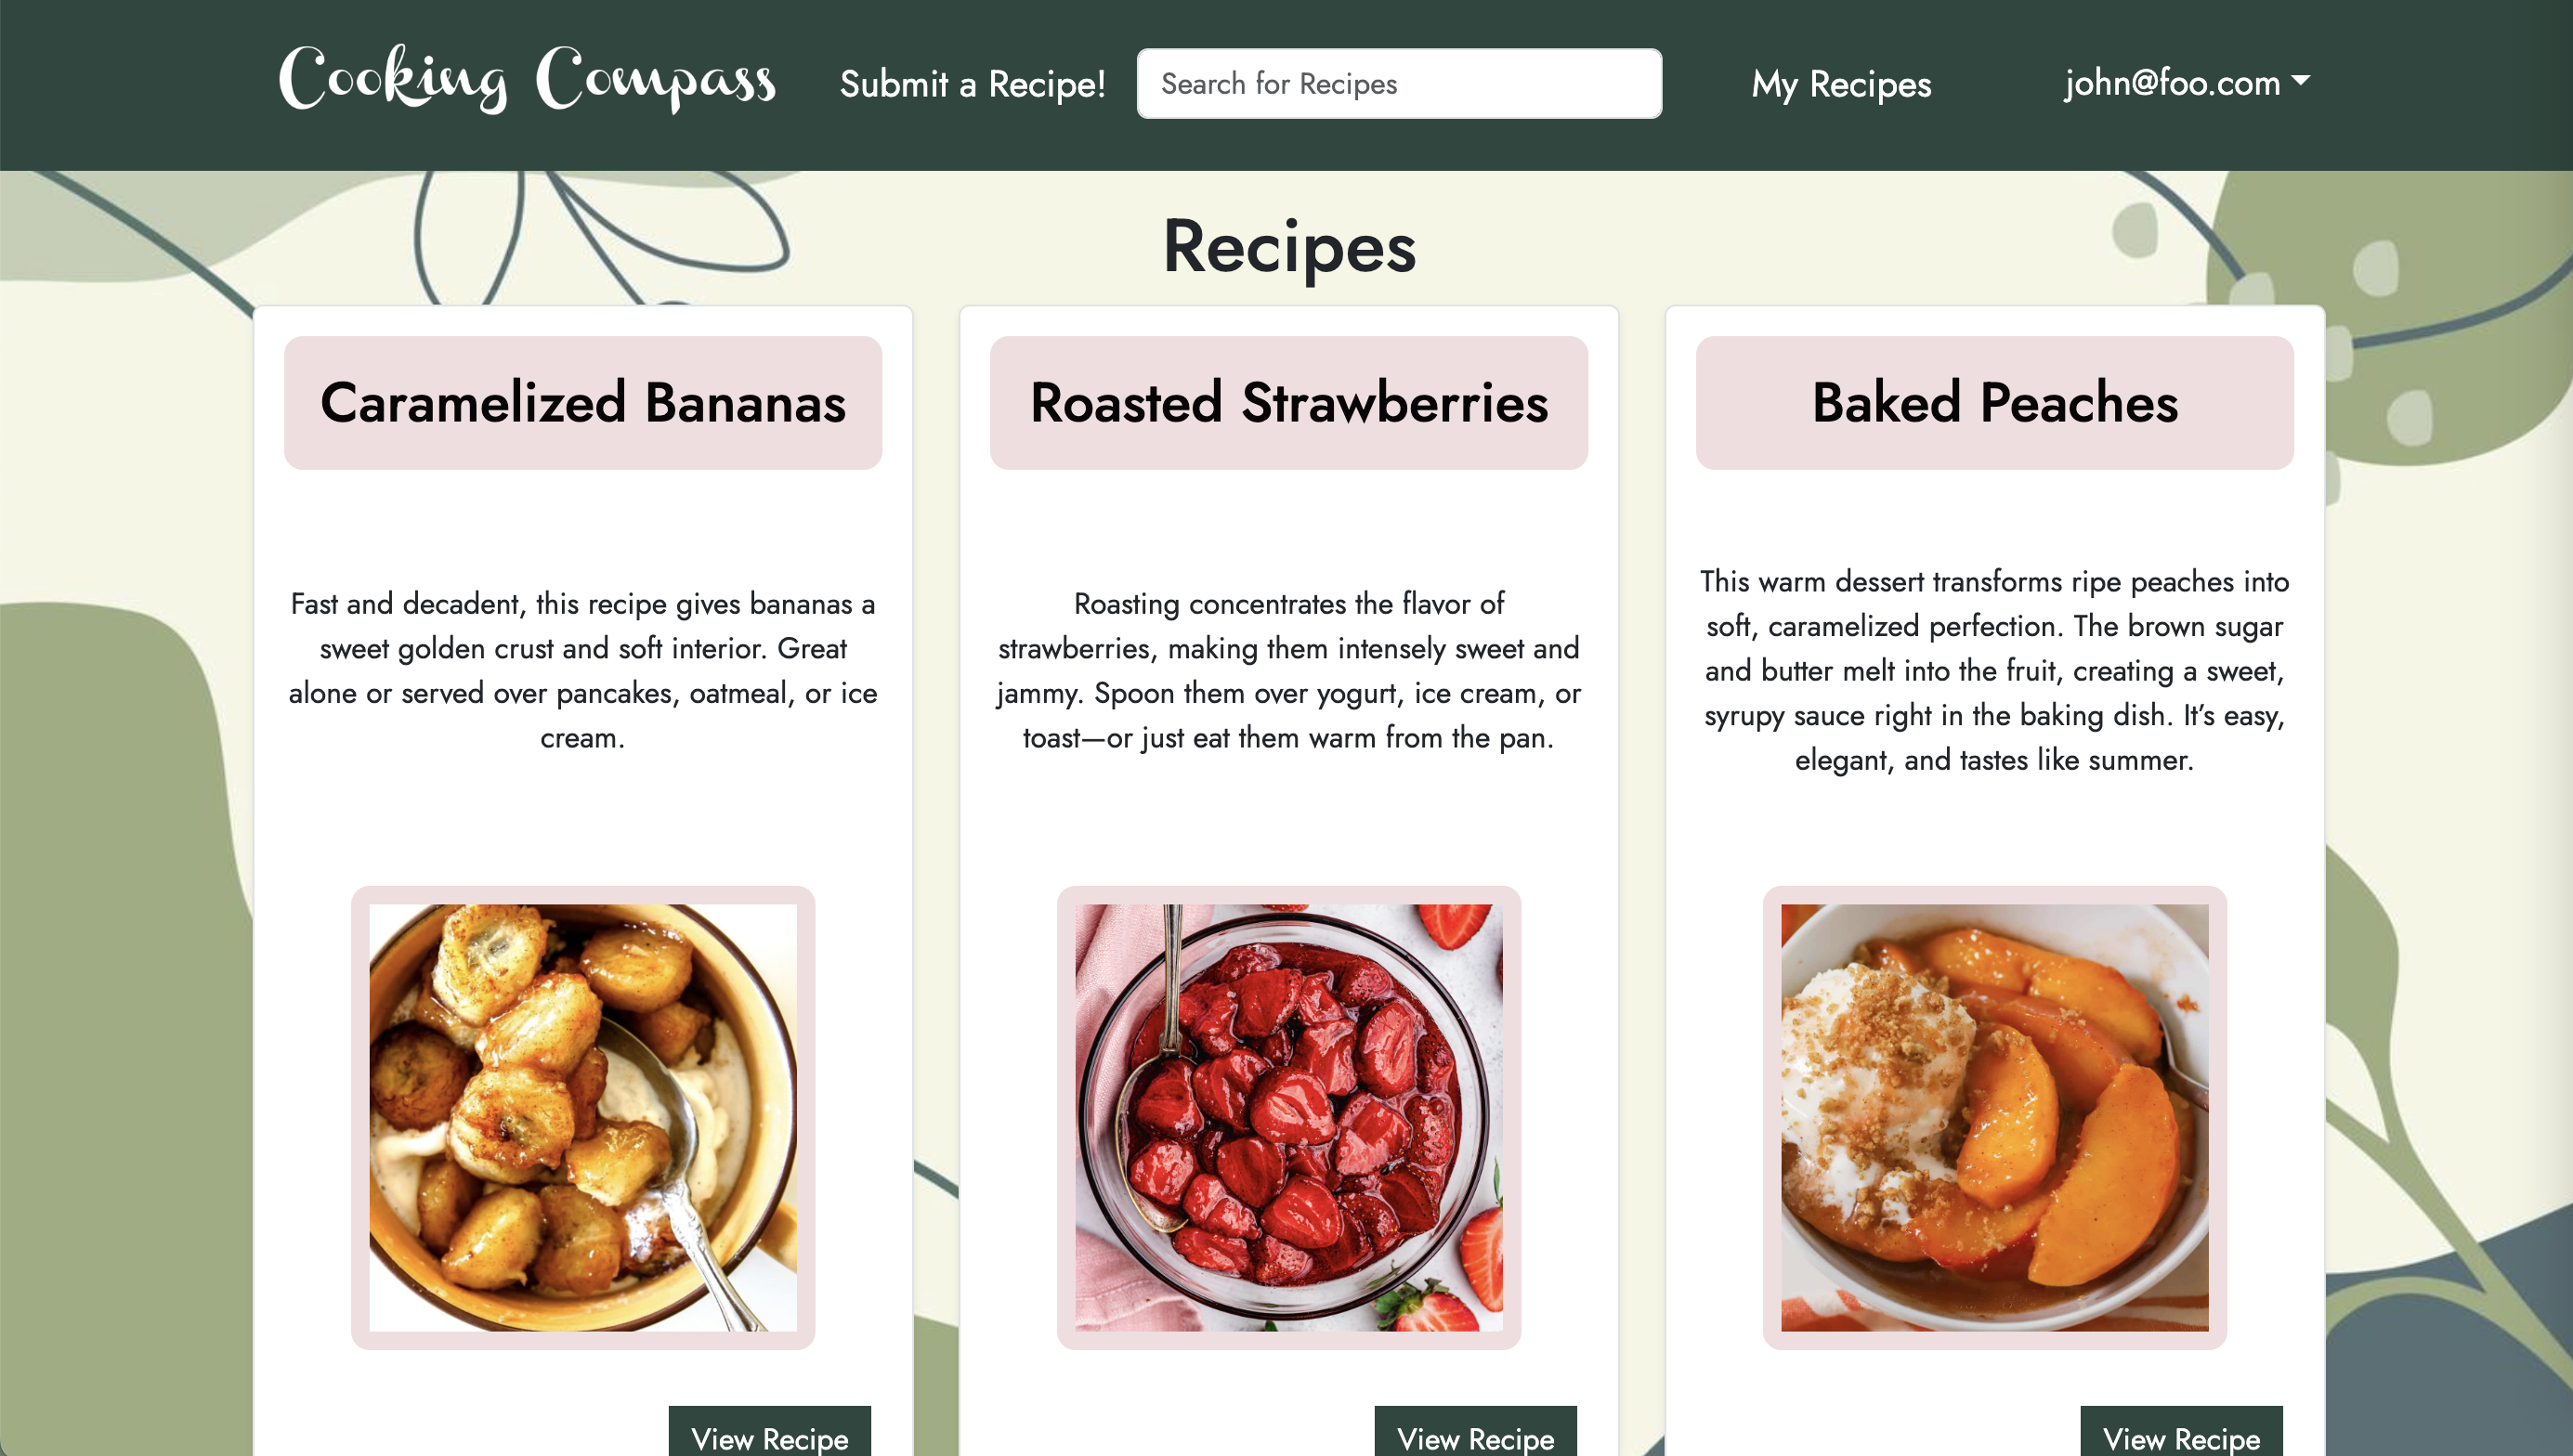 Cooking Compass
Submit a Recipe!
Search for Recipes
My Recipes
john@foo.com
Recipes
Caramelized Bananas
Fast and decadent, this recipe gives bananas a
sweet golden crust and soft interior. Great
alone or served over pancakes, oatmeal, or ice
cream.
View Recipe
Roasted Strawberries
Roasting concentrates the flavor of
strawberries, making them intensely sweet and
jammy. Spoon them over yogurt, ice cream, or
toast—or just eat them warm from the pan.
View Recipe
Baked Peaches
This warm dessert transforms ripe peaches into
soft, caramelized perfection. The brown sugar
and butter melt into the fruit, creating a sweet,
syrupy sauce right in the baking dish. It’s easy,
elegant, and tastes like summer.
View Recipe